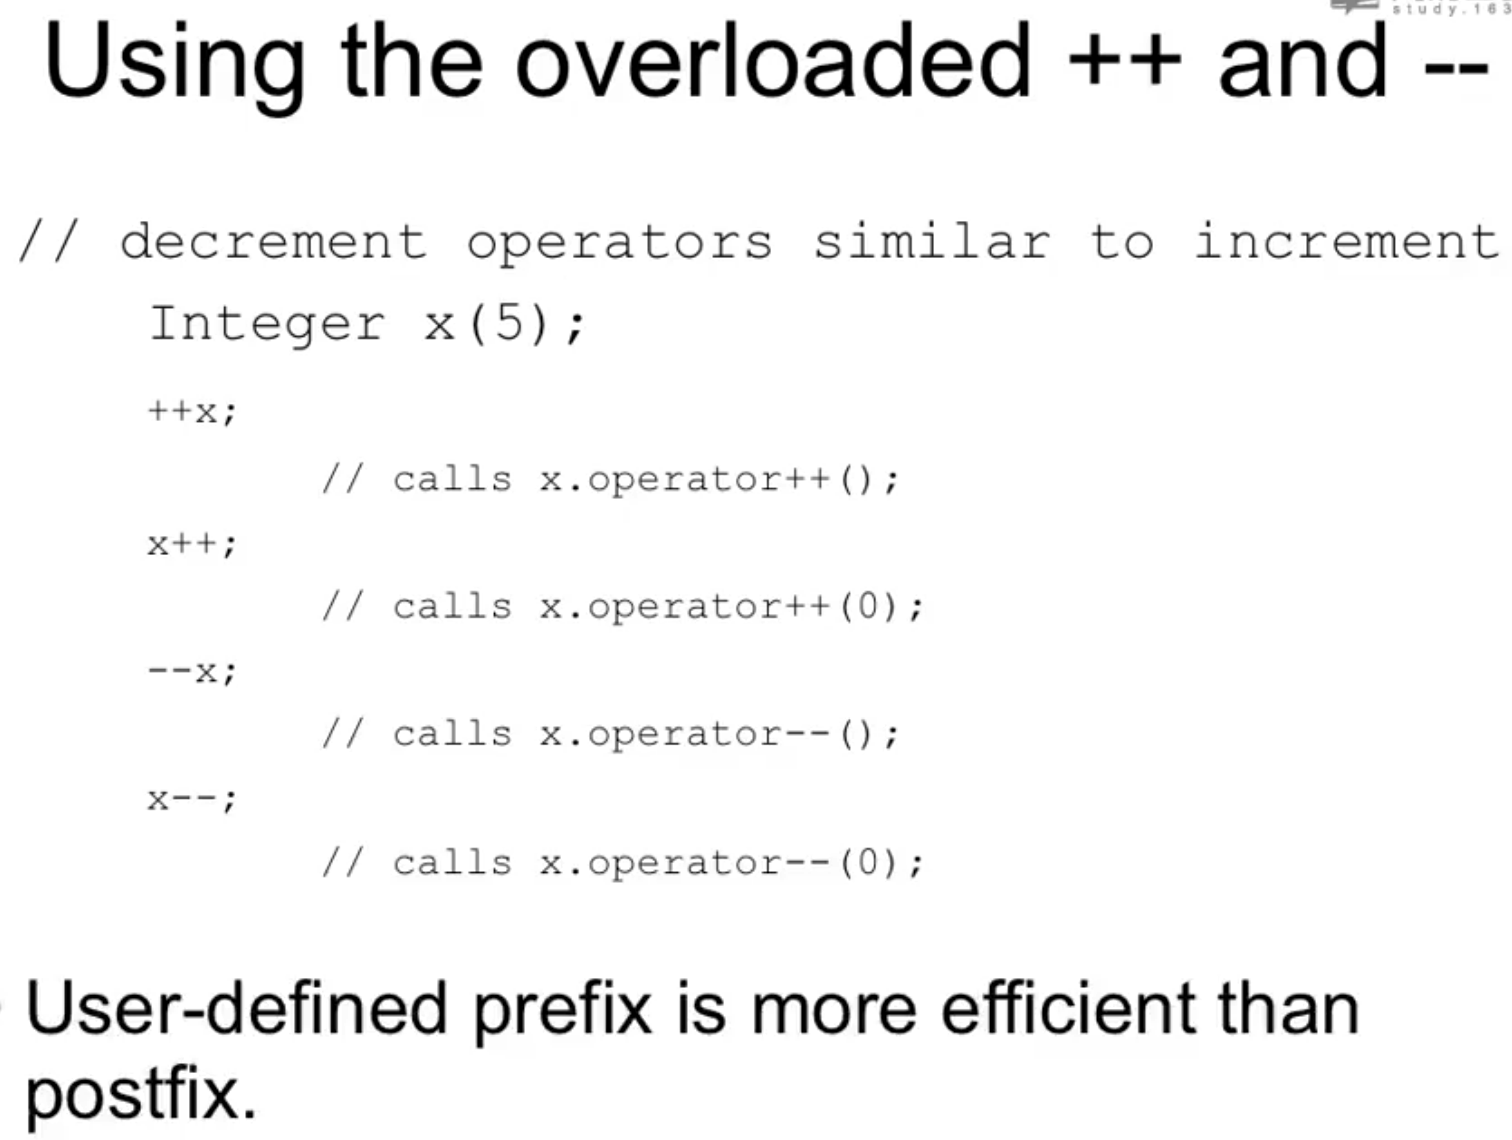 study.163
Using the overloaded ++ and --
// decrement operators similar to increment
Integer x(5);
++x;
// calls x.operator++();
x++;
// calls x.operator++(0);
--x;
// calls x.operator--();
x--;
// calls x.operator--(0);
User-defined prefix is more efficient than
postfix.